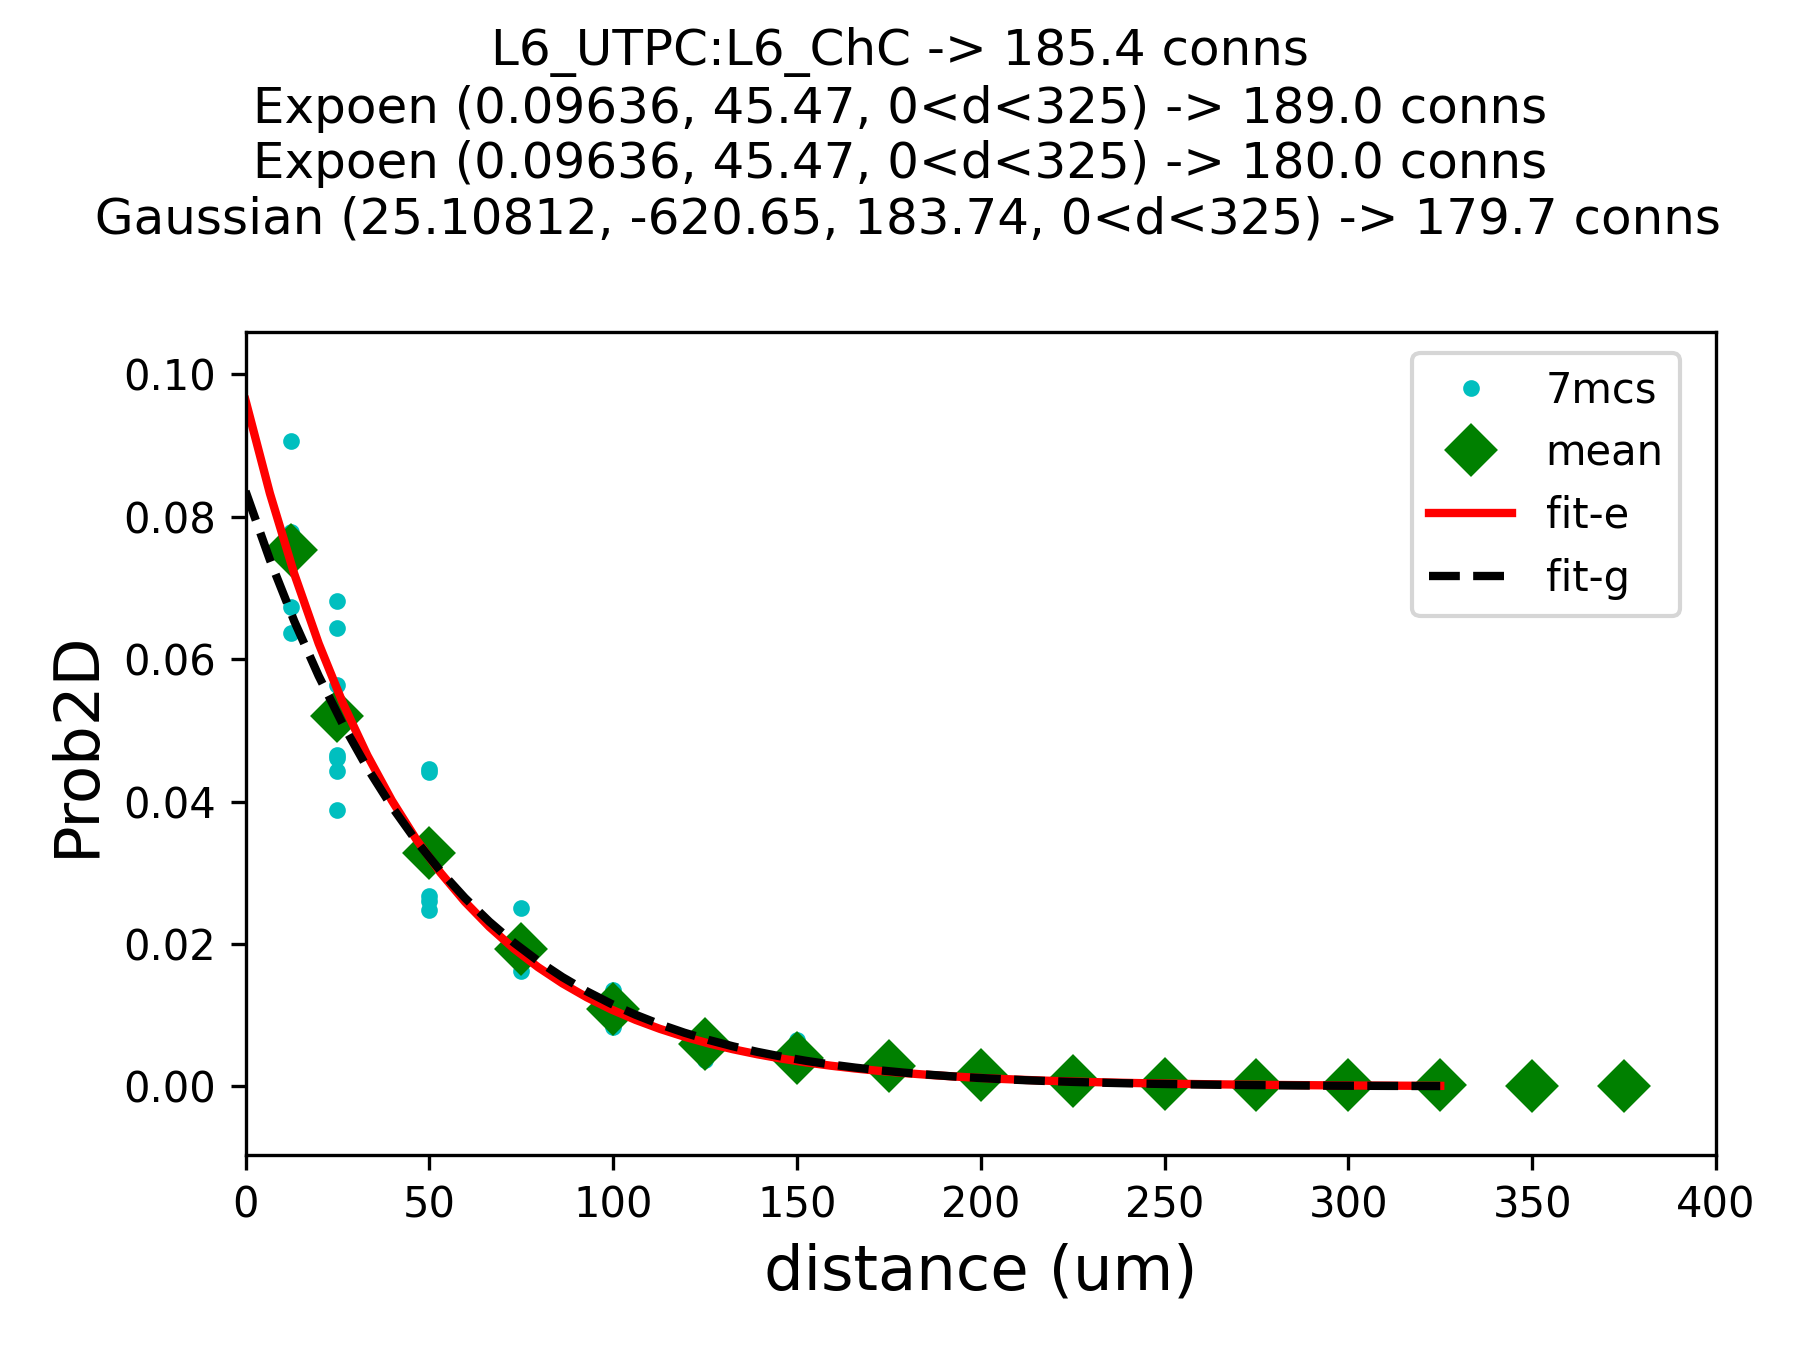 L6_UTPC:L6_ChC -> 185.4 conns
Expoen (0.09636, 45.47, 0<d<325) -> 189.0 conns
Expoen (0.09636, 45.47, 0<d<325) -> 180.0 conns
Gaussian (25.10812, -620.65, 183.74, 0<d<325) -> 179.7 conns
7mcs
mean
fit-e
fit-g
Prob2D
0.10
0.08
0.06
0.04
0.02
0.00
0 50 100 150 200 250 300 350 400
distance (um)